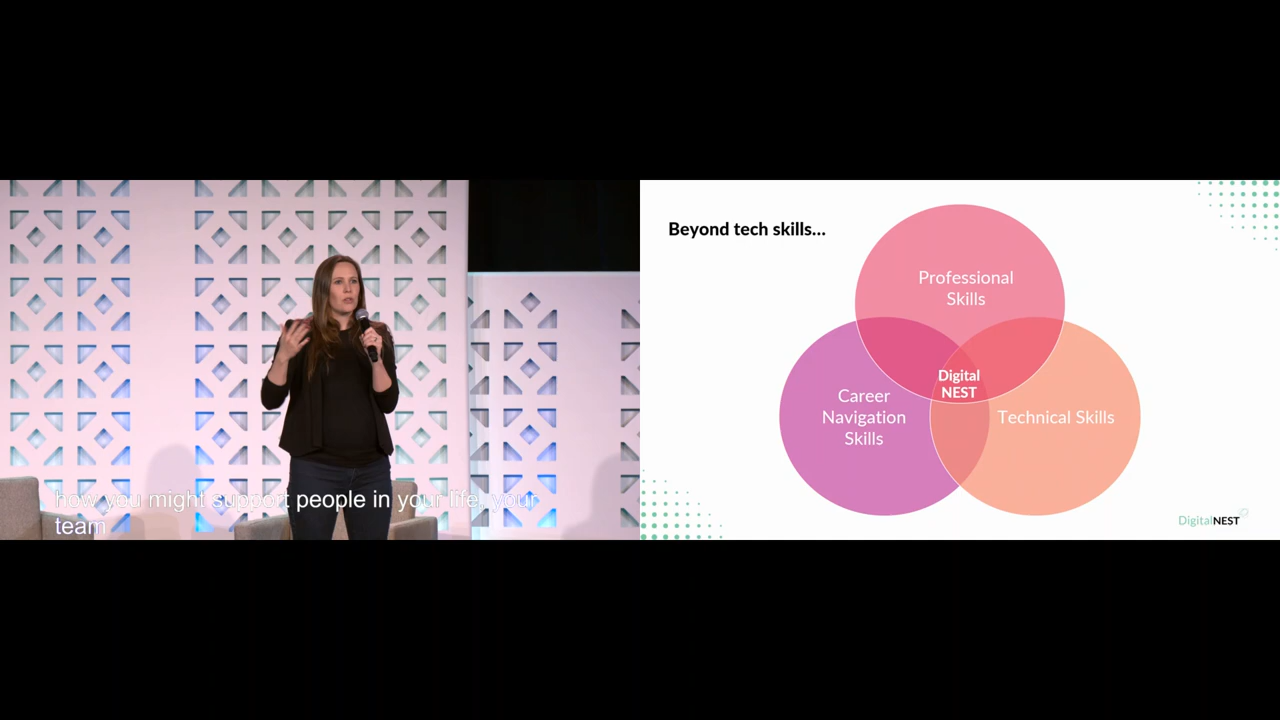 how you might support people in your life, your
team
Beyond tech skills...
Professional
Skills
Digital
NEST
Career
Navigation
Skills
Technical Skills
DigitalNEST